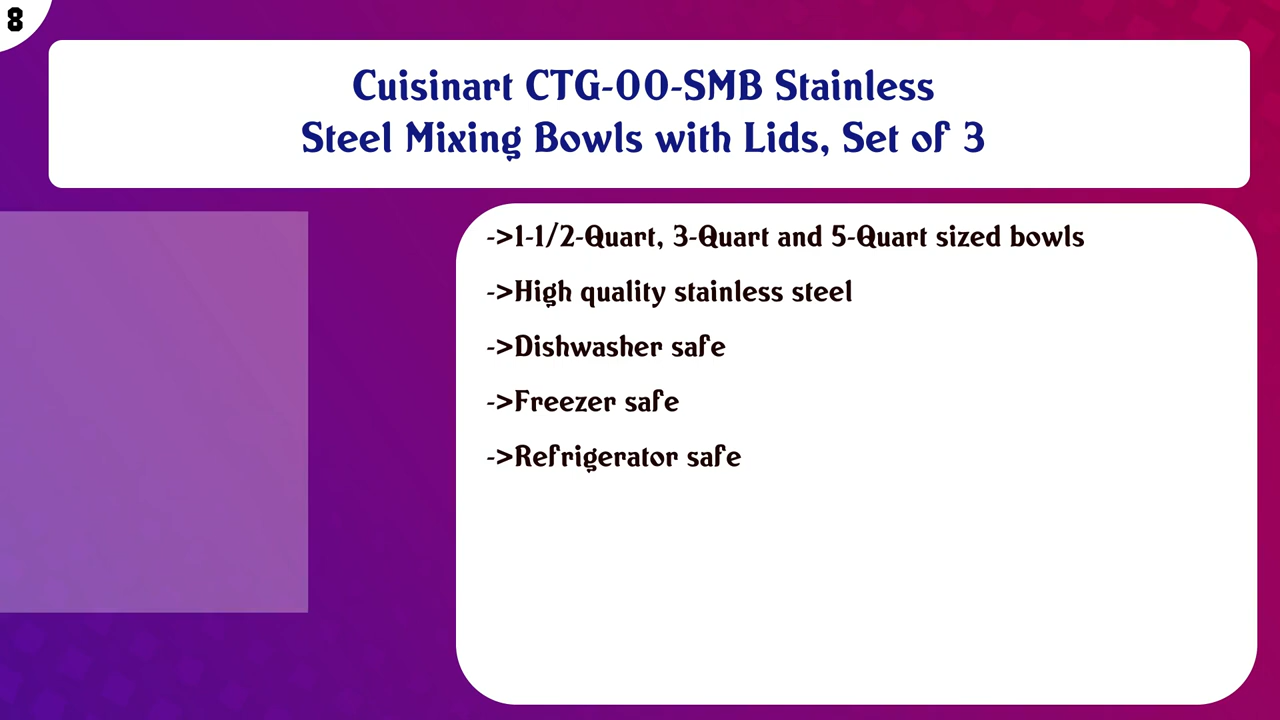 8
Cuisinart CTG-00-SMB Stainless
Steel Mixing Bowls with Lids, Set of 3
->1-1/2-Quart, 3-Quart and 5-Quart sized bowls
->High quality stainless steel
->Dishwasher safe
->Freezer safe
->Refrigerator safe